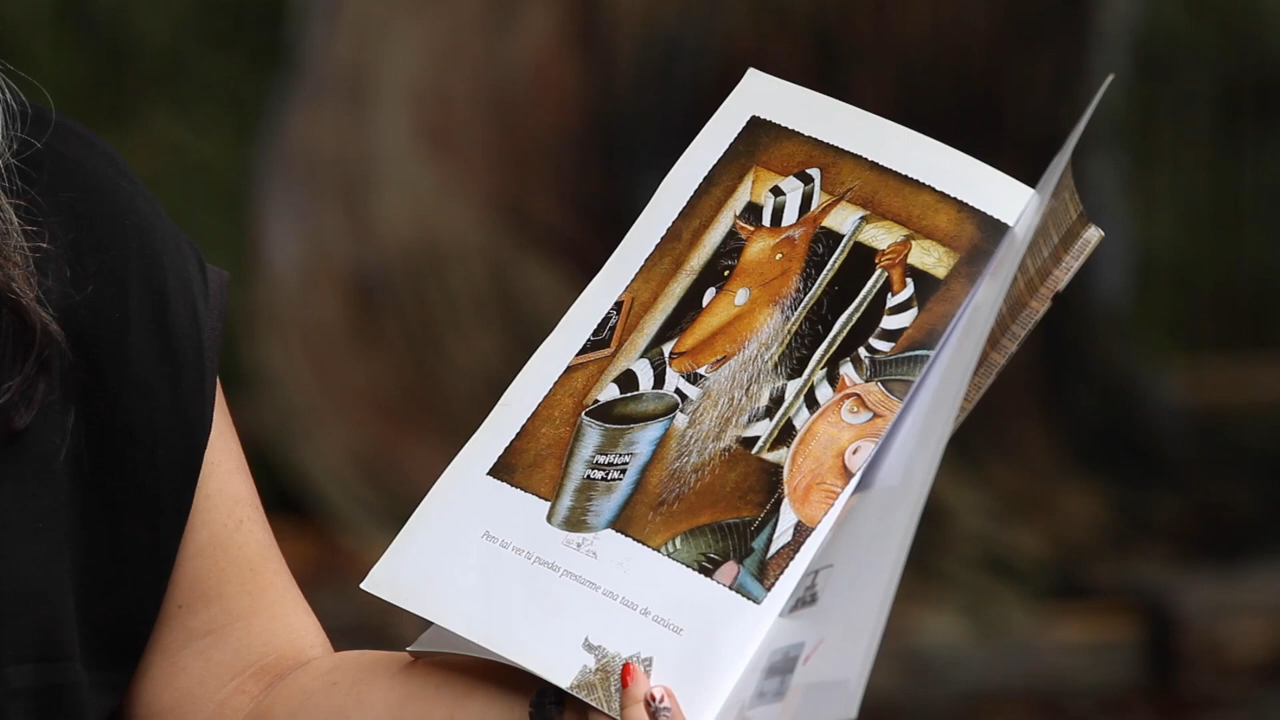 PRISIÓN
PORCINA
Pero tal vez tú puedas prestarme una taza de azúcar.